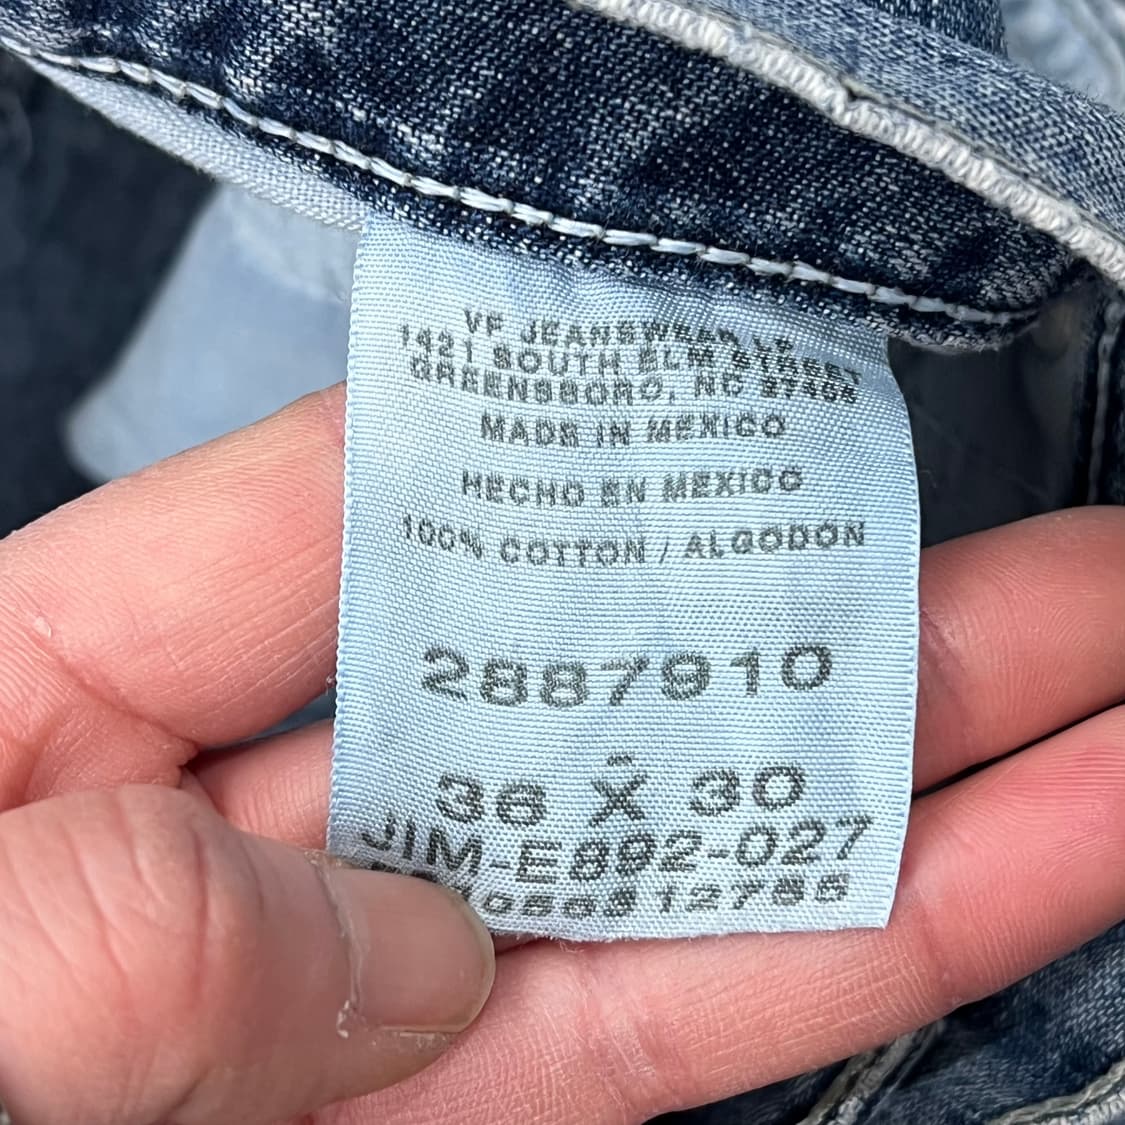 VF JEANSWEAR LP
1421 SOUTH ELM STREET
GREENSBORO, NC 27406
MADE IN MEXICO
HECHO EN MEXICO
100% COTTON / ALGODÓN
2887910
36 X 30
JIM-E892-027